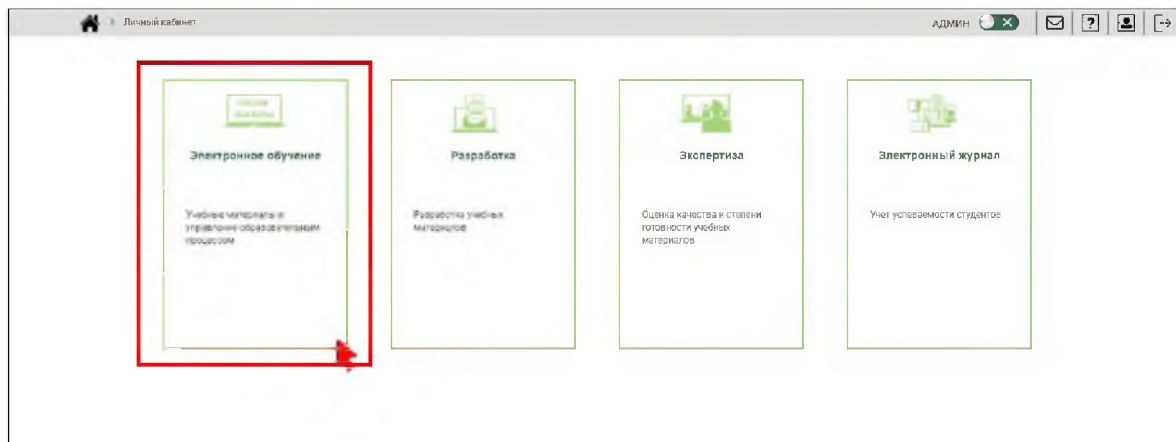 Личный кабинет
АДМИН
Электронное обучение
Учебные материалы и
управление образовательным
процессом
Разработка
Разработка учебных
материалов
Экспертиза
Оценка качества и степени
готовности учебных
материалов
Электронный журнал
Учет успеваемости студентов